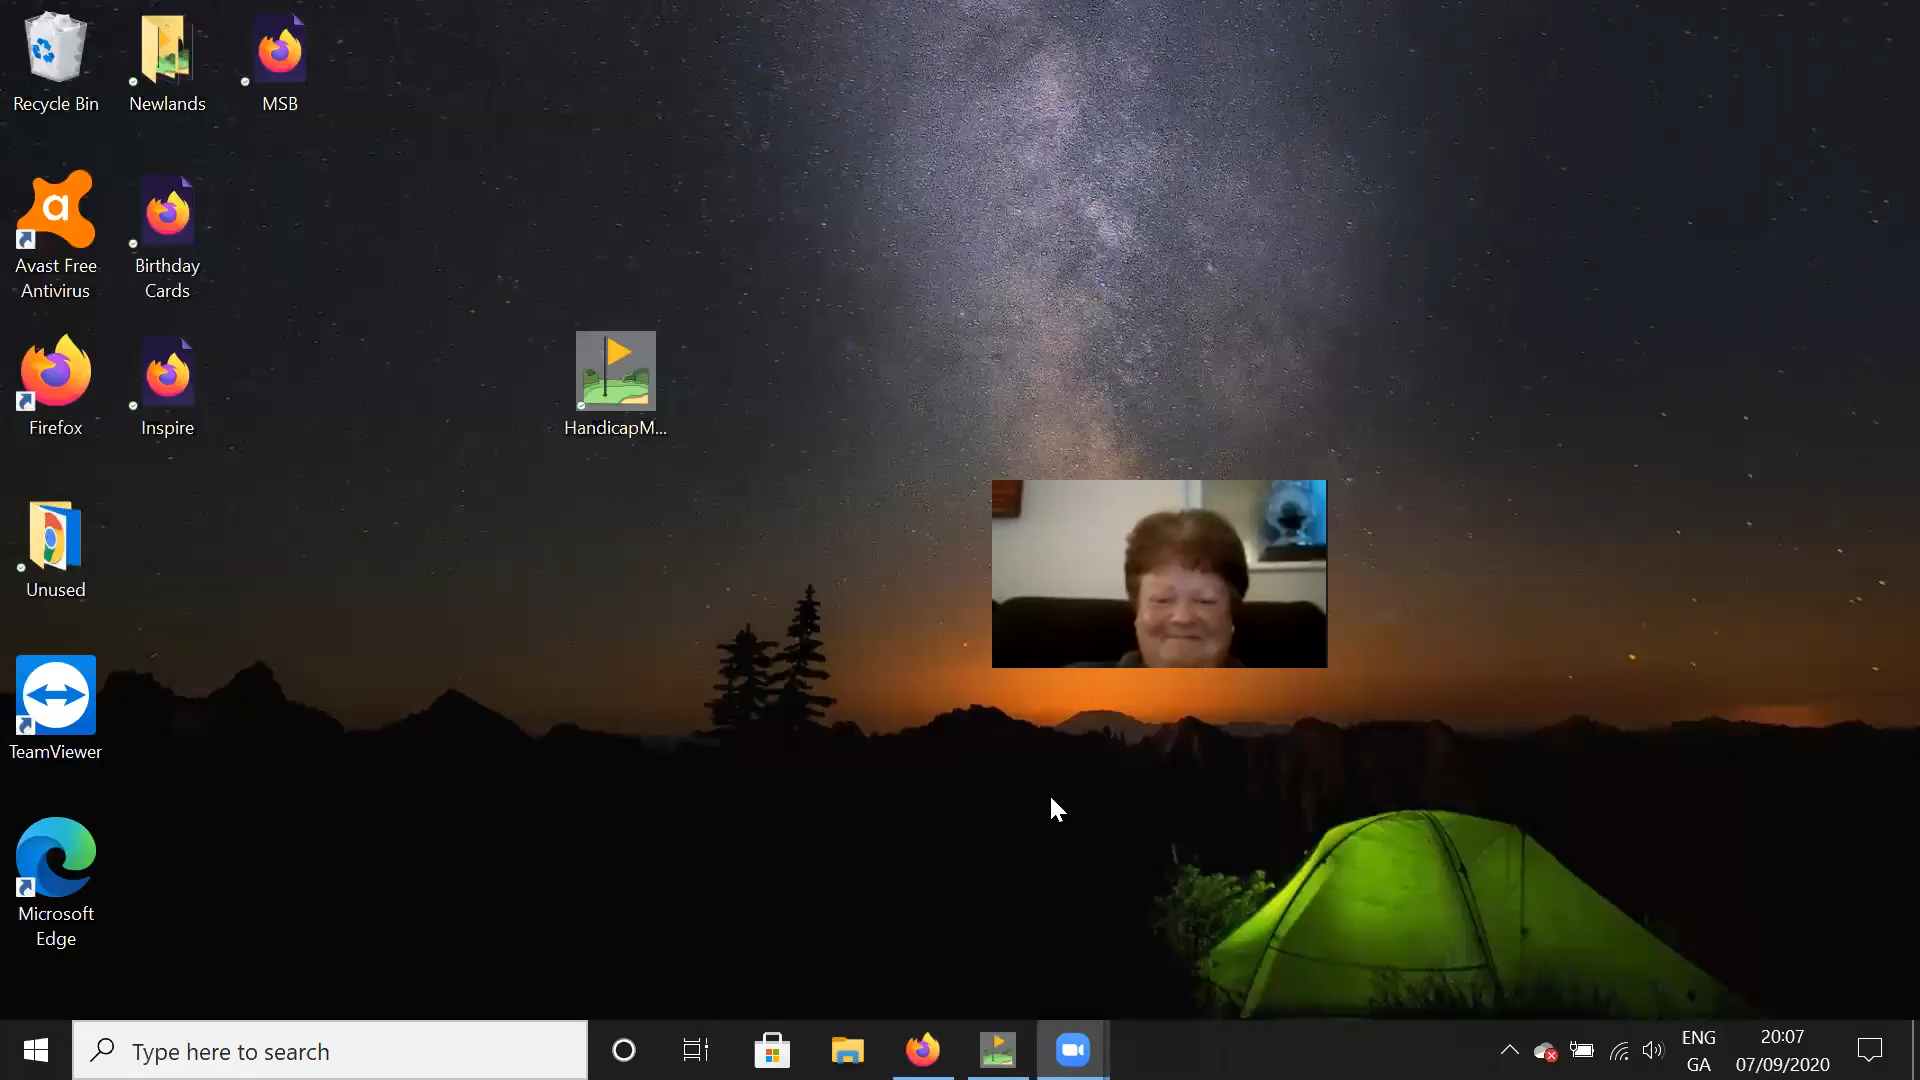 Recycle Bin
Newlands
MSB
Avast Free
Antivirus
Birthday
Cards
Firefox
Inspire
HandicapM...
Unused
TeamViewer
Microsoft
Edge
Type here to search
ENG
GA
20:07
07/09/2020